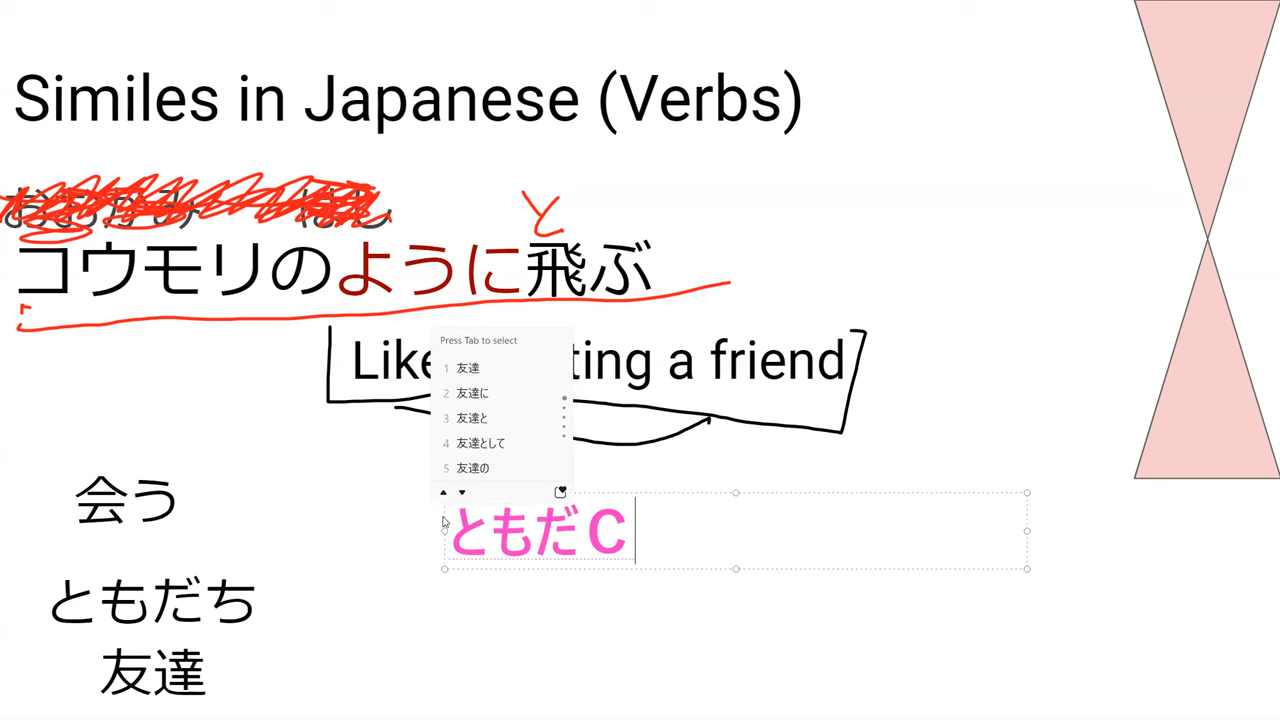 Similes in Japanese (Verbs)
と
コウモリのように飛ぶ
Like ting a friend
Press Tab to select
1 友達
2 友達に
3 友達と
4 友達として
5 友達の
会う
ともだC
ともだち
友達